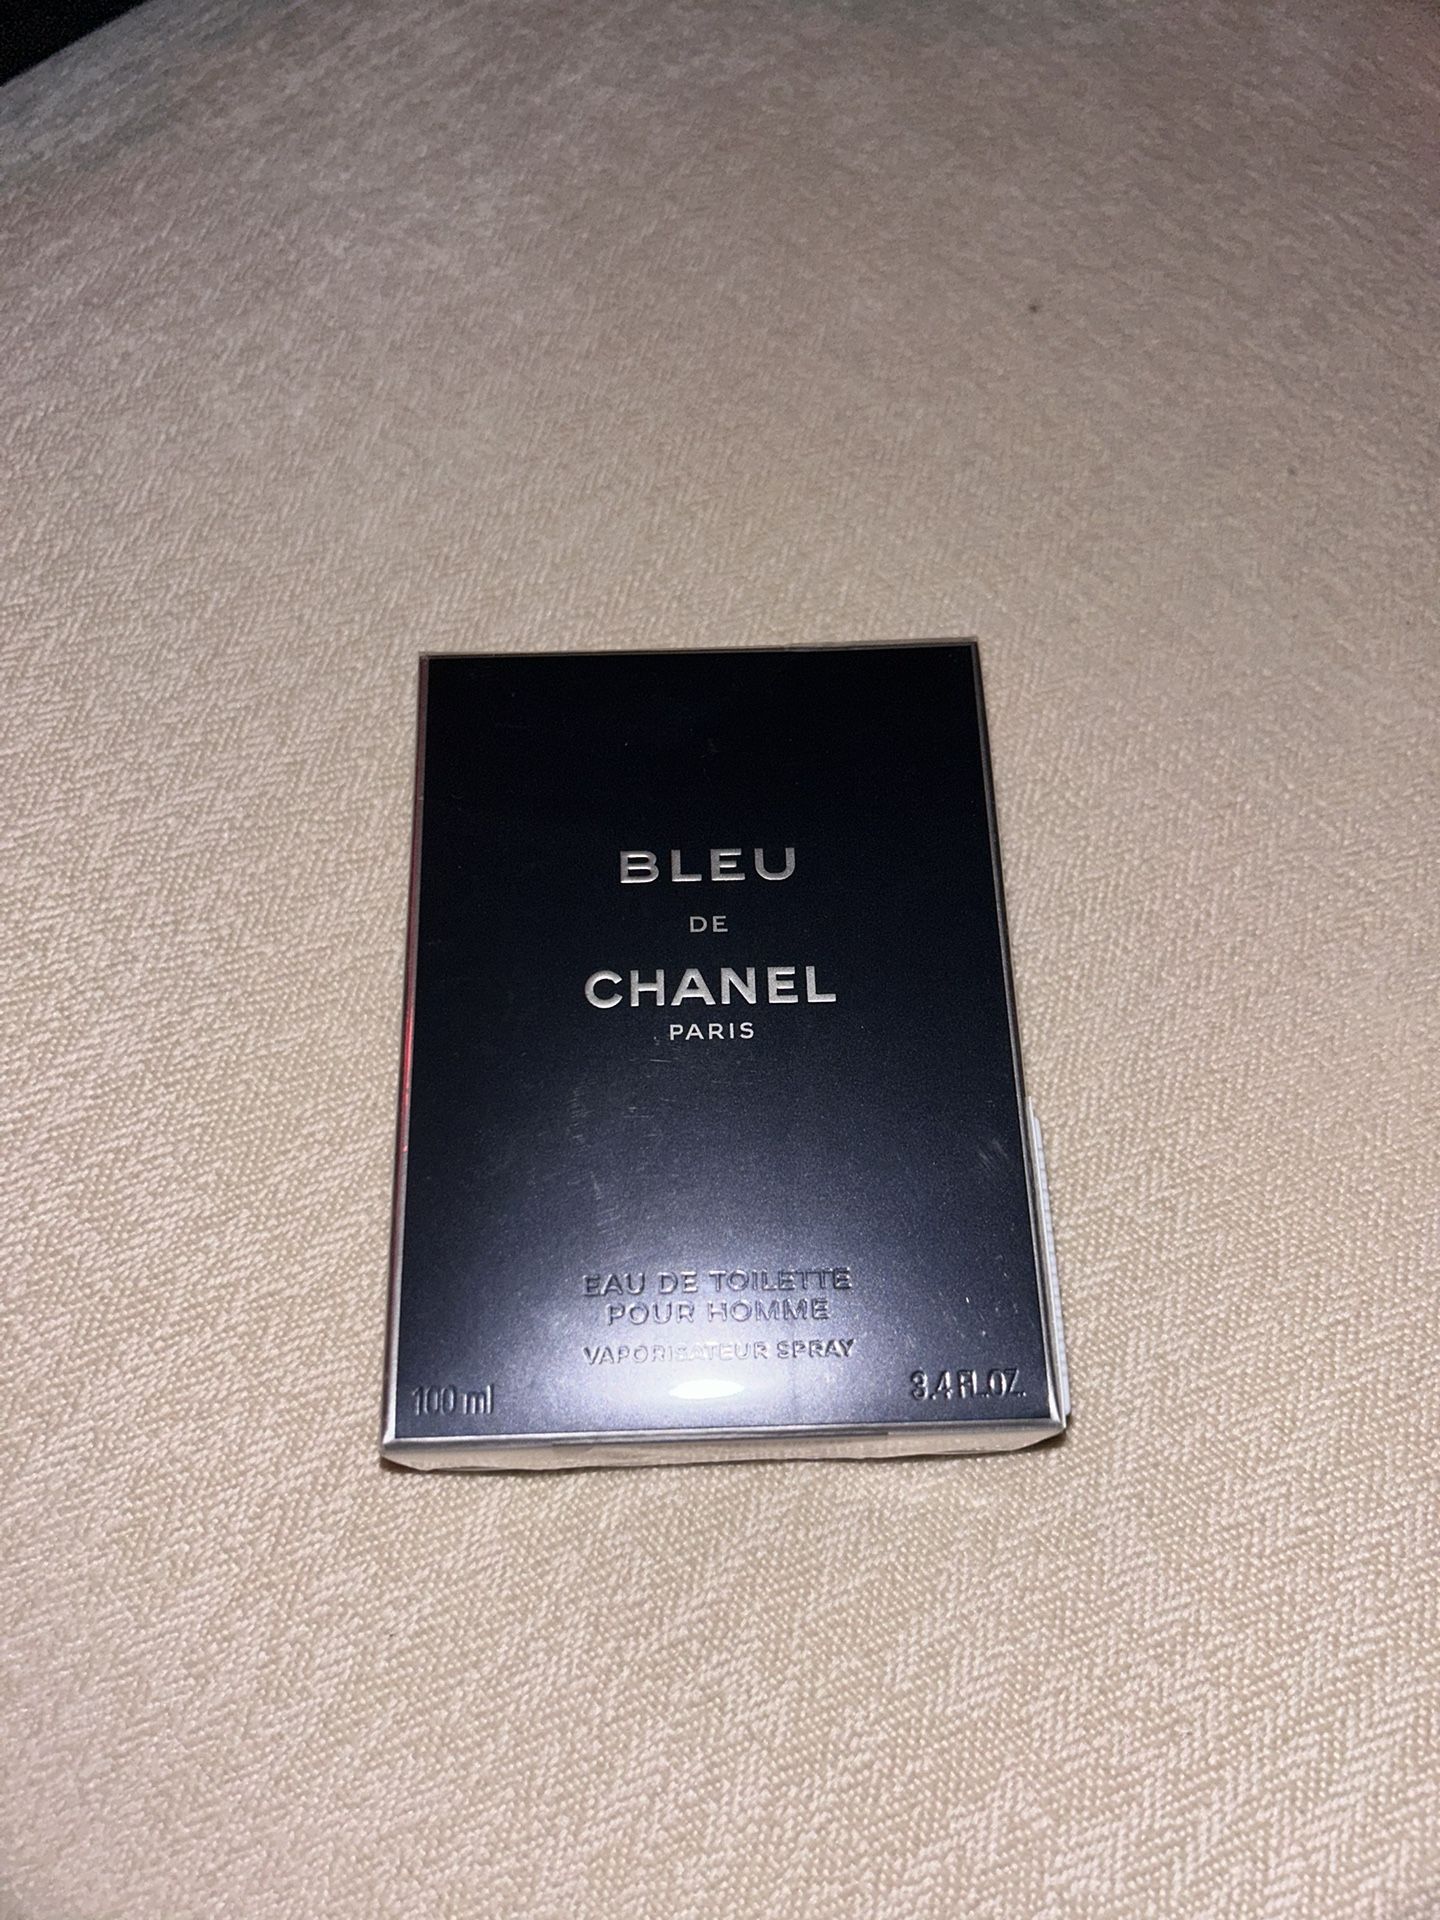 BLEU
DE
CHANEL
PARIS
EAU DE TOILETTE
POUR HOMME
VAPORISATEUR SPRAY
100 ml
3.4 FL.OZ.